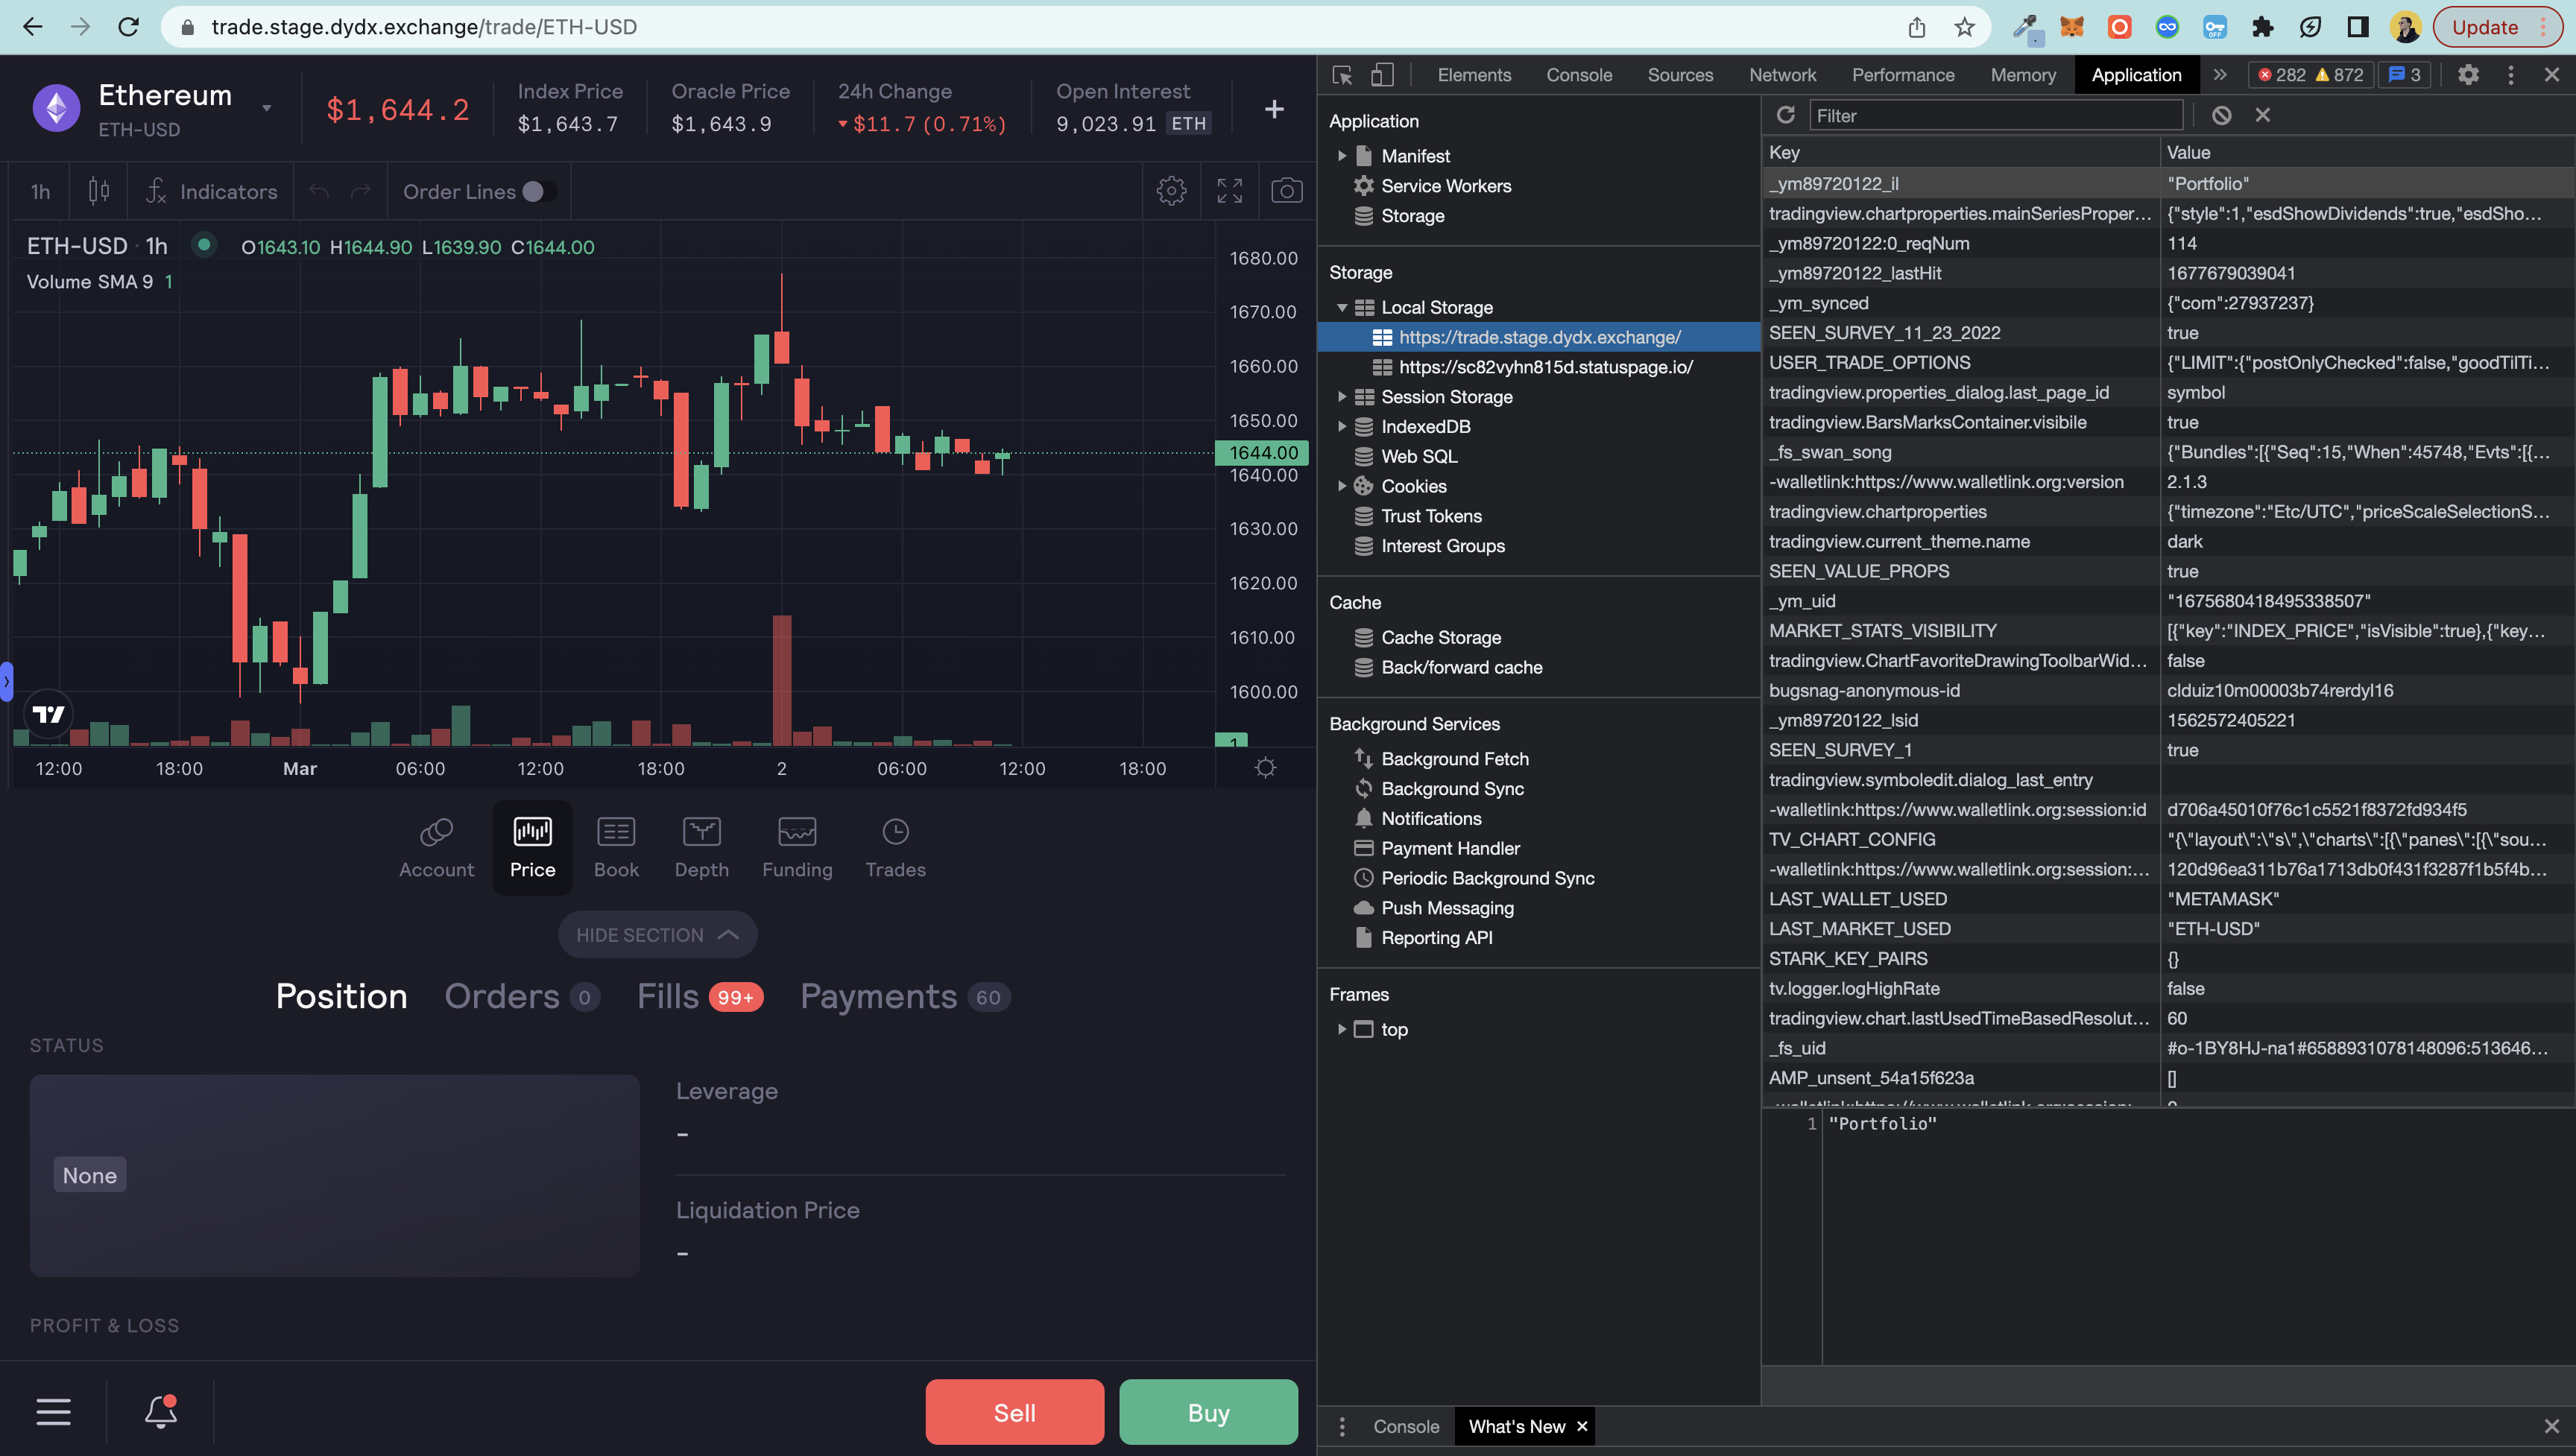 trade.stage.dydx.exchange/trade/ETH-USD
Update
Ethereum
ETH-USD
$1,644.2
Index Price
$1,643.7
Oracle Price
$1,643.9
24h Change
$11.7 (0.71%)
Open Interest
9,023.91 ETH
1h
Indicators
Order Lines
ETH-USD · 1h O1643.10 H1644.90 L1639.90 C1644.00
Volume SMA 9 1
1680.00
1670.00
1660.00
1650.00
1644.00
1640.00
1630.00
1620.00
1610.00
1600.00
1
12:00 18:00 Mar 06:00 12:00 18:00 2 06:00 12:00 18:00
Account Price Book Depth Funding Trades
HIDE SECTION
Position Orders 0 Fills 99+ Payments 60
STATUS
None
Leverage
–
Liquidation Price
–
PROFIT & LOSS
Sell Buy
Elements Console Sources Network Performance Memory Application » 282 872 3
Application
Manifest
Service Workers
Storage
Storage
Local Storage
https://trade.stage.dydx.exchange/
https://sc82vyhn815d.statuspage.io/
Session Storage
IndexedDB
Web SQL
Cookies
Trust Tokens
Interest Groups
Cache
Cache Storage
Back/forward cache
Background Services
Background Fetch
Background Sync
Notifications
Payment Handler
Periodic Background Sync
Push Messaging
Reporting API
Frames
top
Filter
Key Value
_ym89720122_il "Portfolio"
tradingview.chartproperties.mainSeriesProper… {"style":1,"esdShowDividends":true,"esdSho…
_ym89720122:0_reqNum 114
_ym89720122_lastHit 1677679039041
_ym_synced {"com":27937237}
SEEN_SURVEY_11_23_2022 true
USER_TRADE_OPTIONS {"LIMIT":{"postOnlyChecked":false,"goodTilTi…
tradingview.properties_dialog.last_page_id symbol
tradingview.BarsMarksContainer.visibile true
_fs_swan_song {"Bundles":[{"Seq":15,"When":45748,"Evts":[{…
-walletlink:https://www.walletlink.org:version 2.1.3
tradingview.chartproperties {"timezone":"Etc/UTC","priceScaleSelectionS…
tradingview.current_theme.name dark
SEEN_VALUE_PROPS true
_ym_uid "1675680418495338507"
MARKET_STATS_VISIBILITY [{"key":"INDEX_PRICE","isVisible":true},{"key…
tradingview.ChartFavoriteDrawingToolbarWid… false
bugsnag-anonymous-id clduiz10m00003b74rerdyl16
_ym89720122_lsid 1562572405221
SEEN_SURVEY_1 true
tradingview.symboledit.dialog_last_entry
-walletlink:https://www.walletlink.org:session:id d706a45010f76c1c5521f8372fd934f5
TV_CHART_CONFIG "{\"layout\":\"s\",\"charts\":[{\"panes\":[{\"sou…
-walletlink:https://www.walletlink.org:session:… 120d96ea311b76a1713db0f431f3287f1b5f4b…
LAST_WALLET_USED "METAMASK"
LAST_MARKET_USED "ETH-USD"
STARK_KEY_PAIRS {}
tv.logger.logHighRate false
tradingview.chart.lastUsedTimeBasedResolut… 60
_fs_uid #o-1BY8HJ-na1#6588931078148096:513646…
AMP_unsent_54a15f623a []
1 "Portfolio"
Console What's New